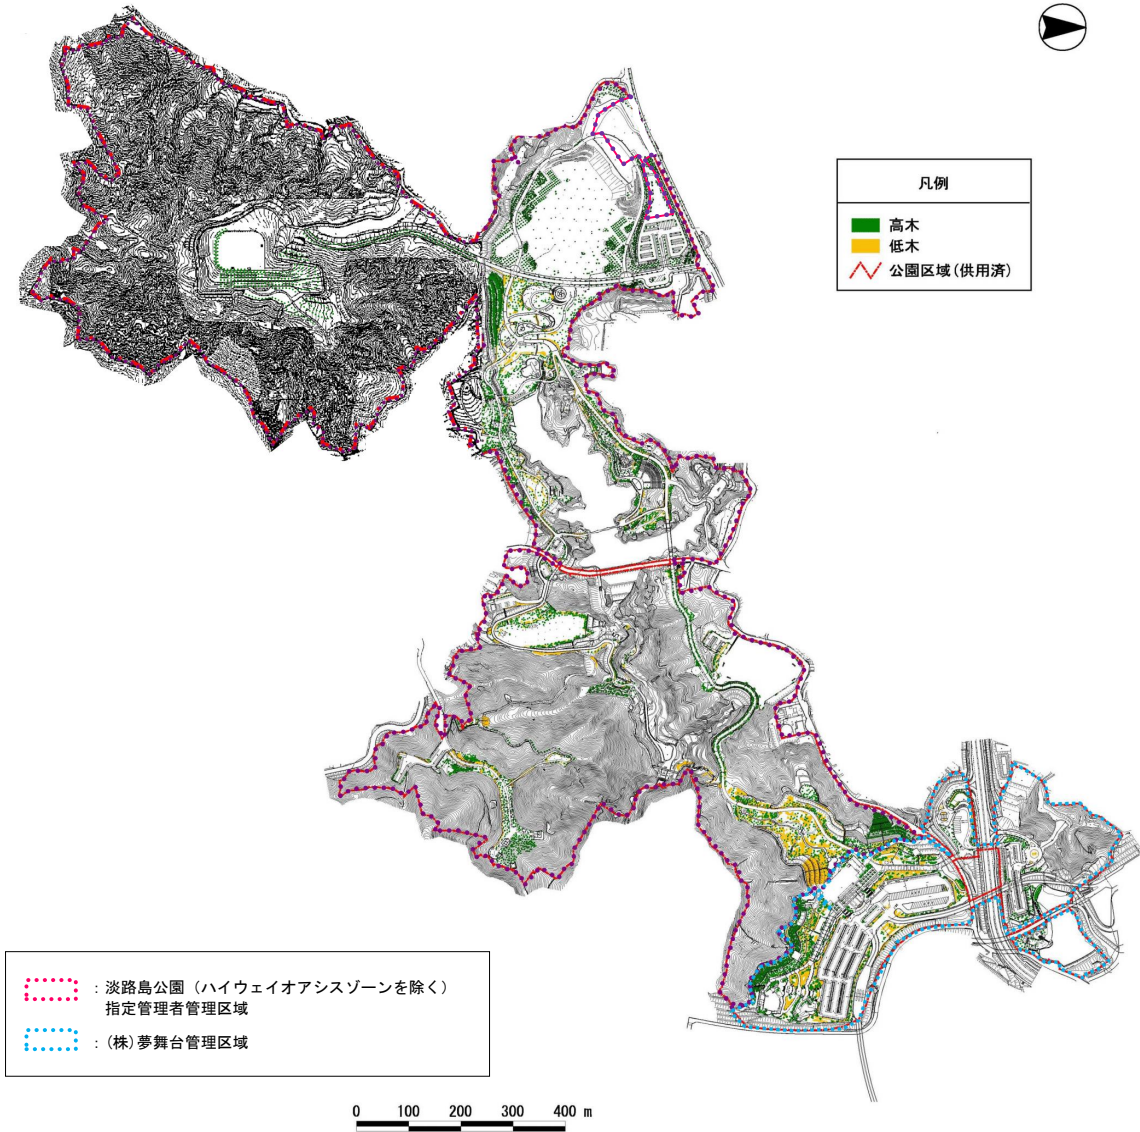 凡例
高木
低木
公園区域(供用済)
：淡路島公園（ハイウェイオアシスゾーンを除く）
指定管理者管理区域
：(株)夢舞台管理区域
0 100 200 300 400 m